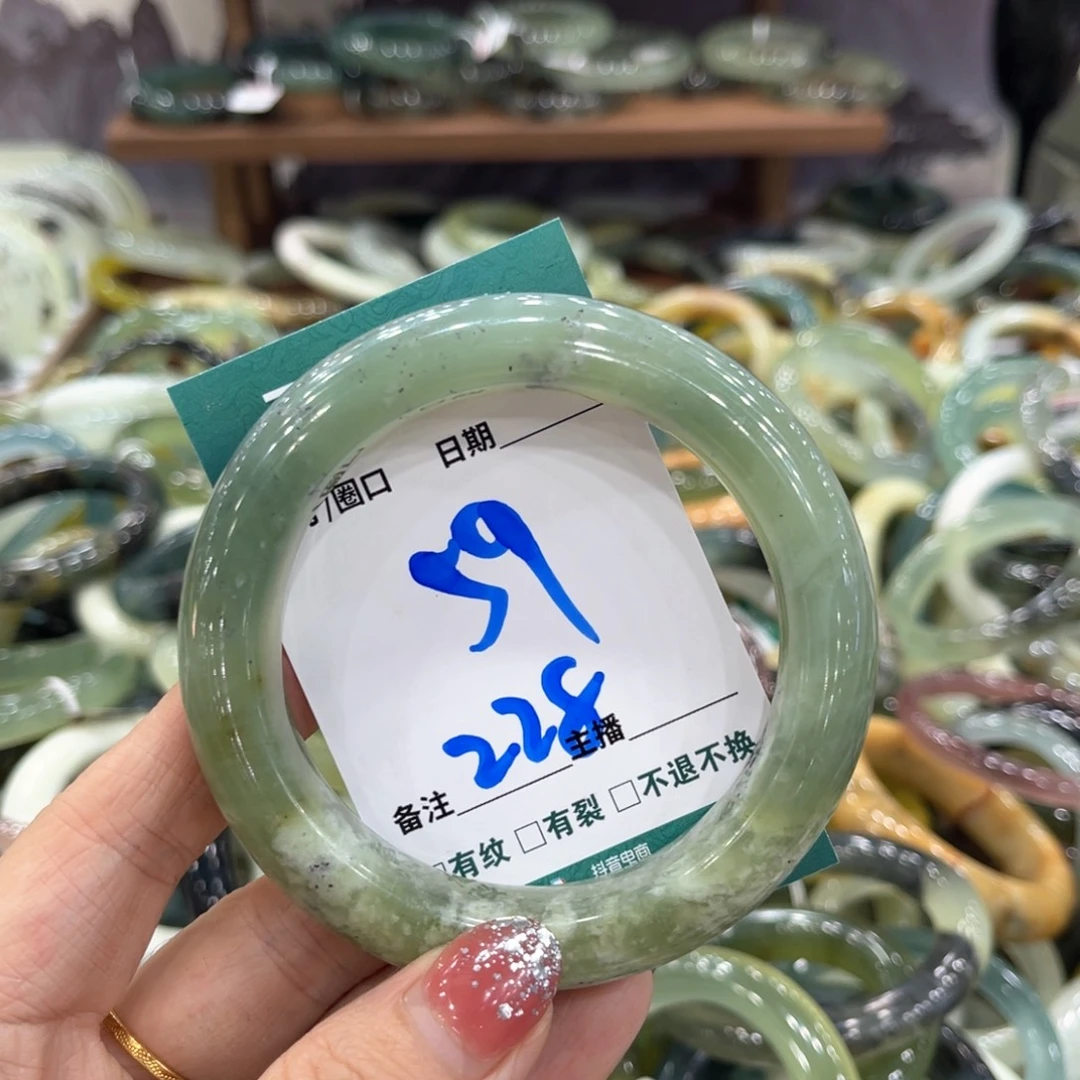 日期
/圈口
59
228
主播
备注
□有纹 □有裂 □不退不换
抖音电商